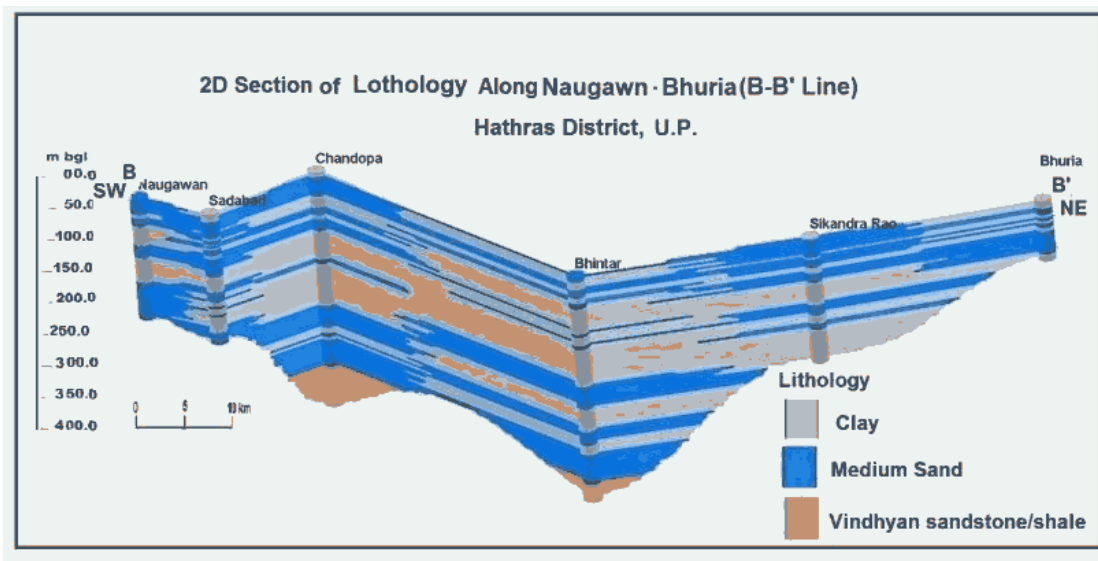 2D Section of Lothology Along Naugawn - Bhuria (B-B' Line)
Hathras District, U.P.
m bgl
00.0
50.0
100.0
150.0
200.0
250.0
300.0
350.0
400.0
B
SW
Naugawan
Sadabad
Chandopa
Bhintar
Sikandra Rao
Bhuria
B'
NE
0 5 10 km
Lithology
Clay
Medium Sand
Vindhyan sandstone/shale